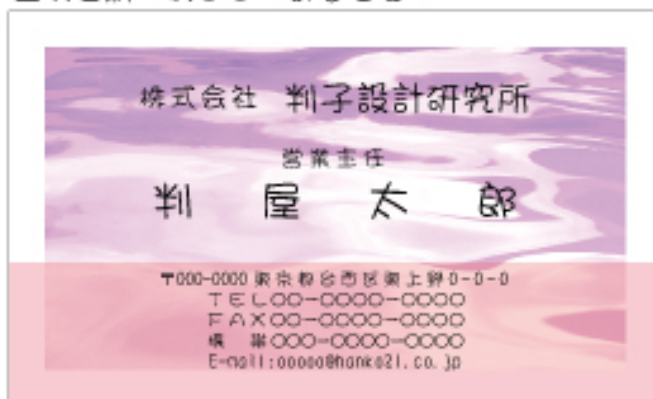 株式会社 判子設計研究所
営業主任
判屋太郎
〒000-0000 東京都台市区東上野0-0-0
TEL00-0000-0000
FAX00-0000-0000
携帯000-0000-0000
E-mail:ooooo@hanko21.co.jp